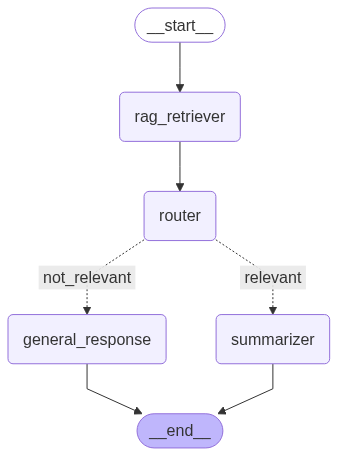 __start__
rag_retriever
router
not_relevant
relevant
general_response
summarizer
__end__